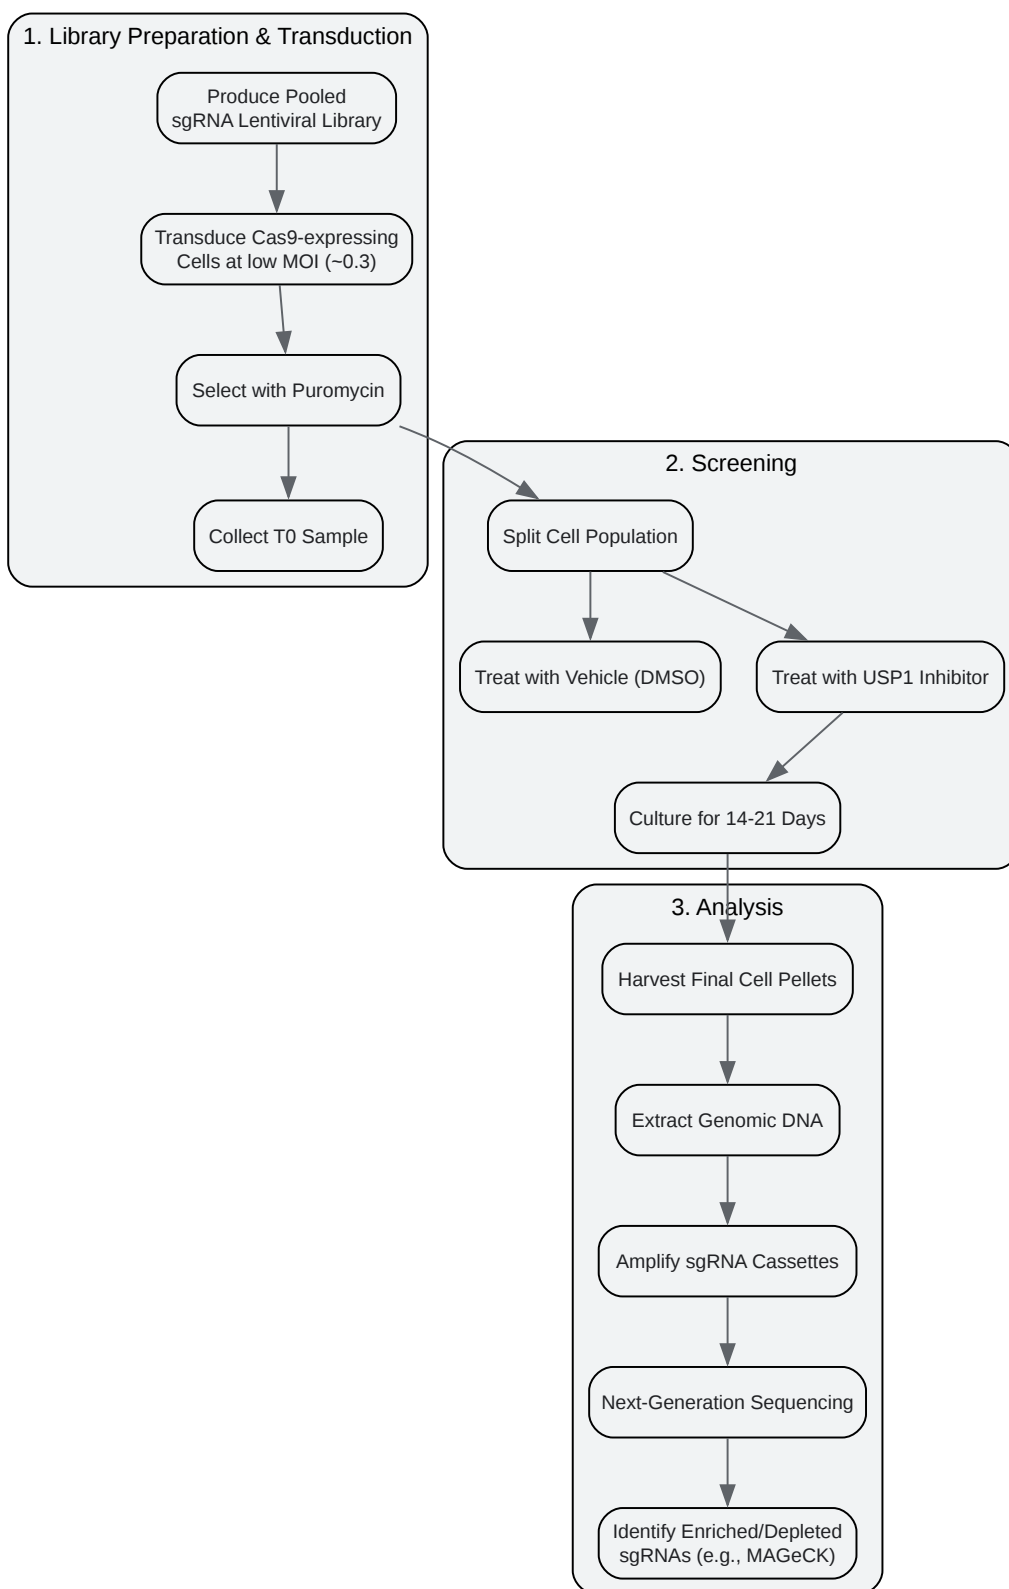 1. Library Preparation & Transduction
Produce Pooled
sgRNA Lentiviral Library
Transduce Cas9-expressing
Cells at low MOI (~0.3)
Select with Puromycin
Collect T0 Sample
2. Screening
Split Cell Population
Treat with Vehicle (DMSO)
Treat with USP1 Inhibitor
Culture for 14-21 Days
3. Analysis
Harvest Final Cell Pellets
Extract Genomic DNA
Amplify sgRNA Cassettes
Next-Generation Sequencing
Identify Enriched/Depleted
sgRNAs (e.g., MAGeCK)